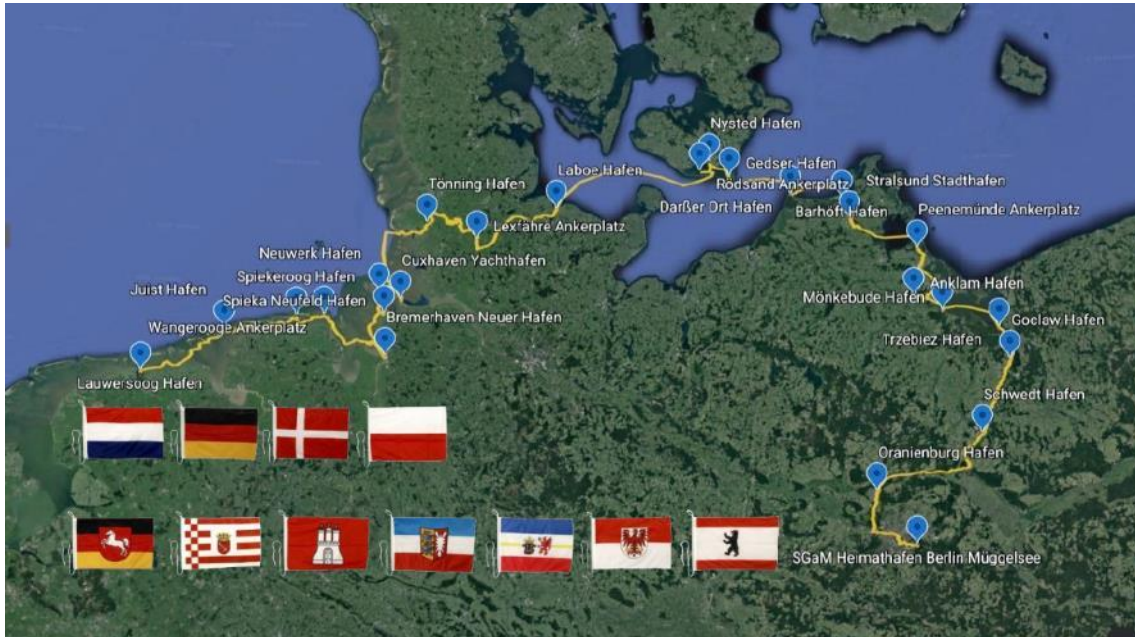 Nysted Hafen
Gedser Hafen
Laboe Hafen
Rödsand Ankerplatz
Stralsund Stadthafen
Tönning Hafen
Darßer Ort Hafen
Barhöft Hafen
Peenemünde Ankerplatz
Lexfähre Ankerplatz
Neuwerk Hafen
Cuxhaven Yachthafen
Spiekeroog Hafen
Juist Hafen
Anklam Hafen
Spieka Neufeld Hafen
Mönkebude Hafen
Bremerhaven Neuer Hafen
Goclaw Hafen
Wangerooge Ankerplatz
Trzebiez Hafen
Lauwersoog Hafen
Schwedt Hafen
Oranienburg Hafen
SGaM Heimathafen Berlin Müggelsee